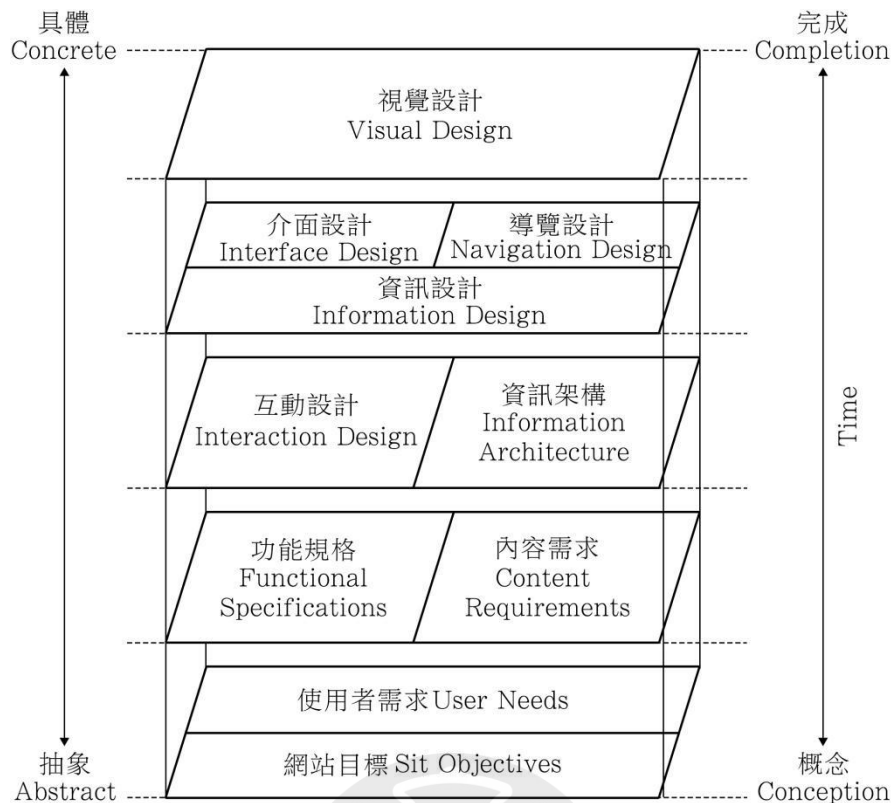 具體
Concrete
完成
Completion
視覺設計
Visual Design
介面設計
Interface Design
導覽設計
Navigation Design
資訊設計
Information Design
互動設計
Interaction Design
資訊架構
Information
Architecture
Time
功能規格
Functional
Specifications
內容需求
Content
Requirements
使用者需求 User Needs
網站目標 Sit Objectives
抽象
Abstract
概念
Conception